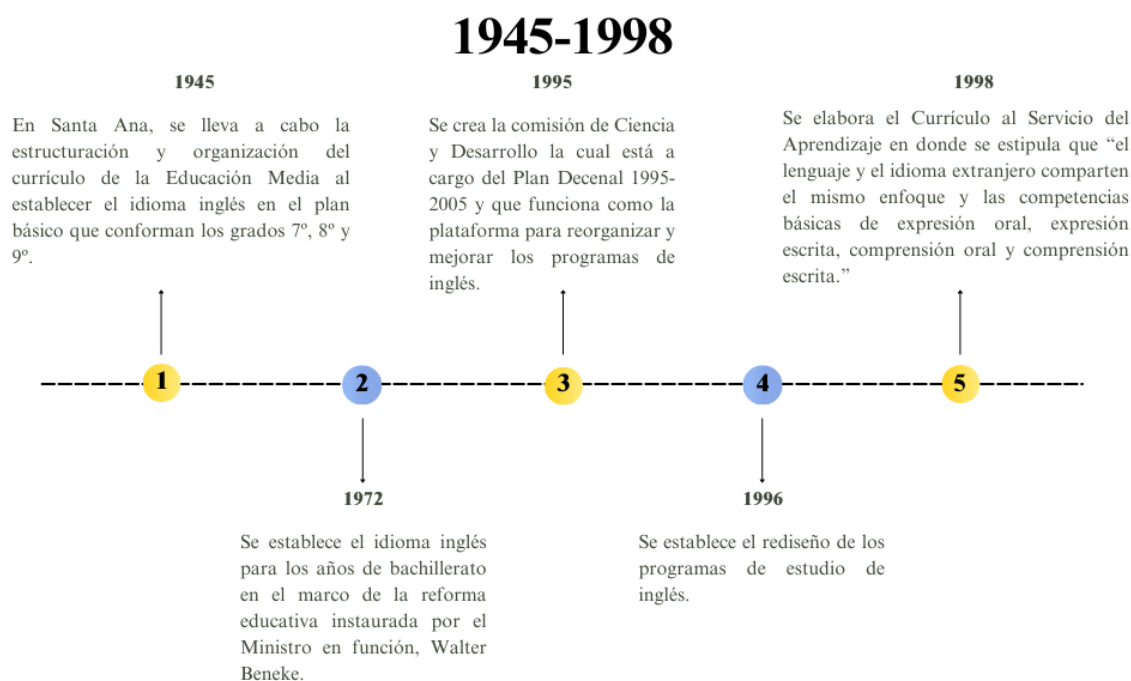 1945-1998
1945
En Santa Ana, se lleva a cabo la
estructuración y organización del
currículo de la Educación Media al
establecer el idioma inglés en el plan
básico que conforman los grados 7º, 8º y
9º.
1995
Se crea la comisión de Ciencia
y Desarrollo la cual está a
cargo del Plan Decenal 1995-
2005 y que funciona como la
plataforma para reorganizar y
mejorar los programas de
inglés.
1998
Se elabora el Currículo al Servicio del
Aprendizaje en donde se estipula que “el
lenguaje y el idioma extranjero comparten
el mismo enfoque y las competencias
básicas de expresión oral, expresión
escrita, comprensión oral y comprensión
escrita.”
1
2
3
4
5
1972
Se establece el idioma inglés
para los años de bachillerato
en el marco de la reforma
educativa instaurada por el
Ministro en función, Walter
Beneke.
1996
Se establece el rediseño de los
programas de estudio de
inglés.